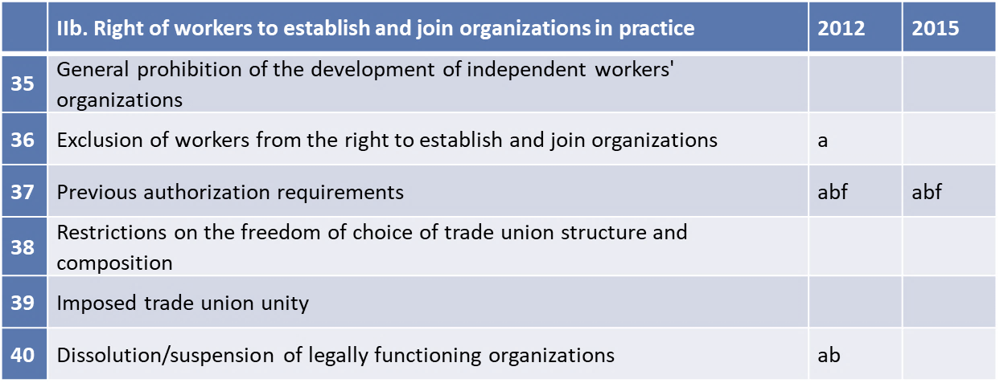 IIb. Right of workers to establish and join organizations in practice 2012 2015
35 General prohibition of the development of independent workers'
organizations
36 Exclusion of workers from the right to establish and join organizations a
37 Previous authorization requirements abf abf
38 Restrictions on the freedom of choice of trade union structure and
composition
39 Imposed trade union unity
40 Dissolution/suspension of legally functioning organizations ab